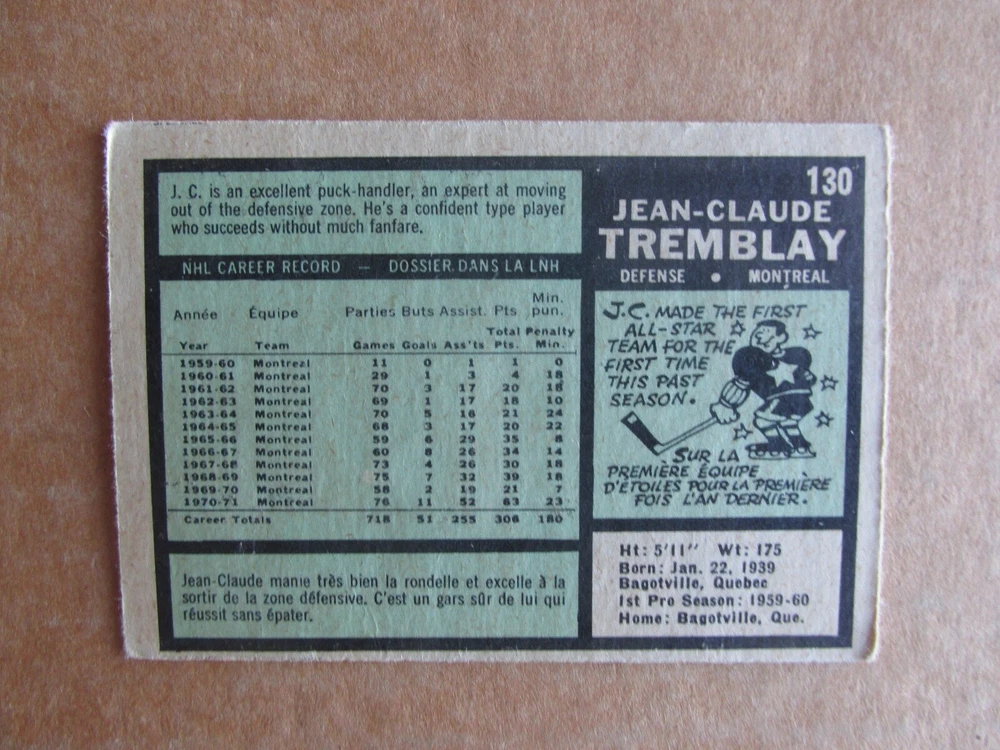 J. C. is an excellent puck-handler, an expert at moving
out of the defensive zone. He's a confident type player
who succeeds without much fanfare.
NHL CAREER RECORD — DOSSIER DANS LA LNH
Année Équipe Parties Buts Assist. Pts Min. pun.
Year Team Games Goals Ass'ts Total Pts. Penalty Min.
1959-60 Montreal 11 0 1 1 0
1960-61 Montreal 29 1 3 4 18
1961-62 Montreal 70 3 17 20 18
1962-63 Montreal 69 1 17 18 10
1963-64 Montreal 70 5 16 21 24
1964-65 Montreal 68 3 17 20 22
1965-66 Montreal 59 6 29 35 8
1966-67 Montreal 60 8 26 34 14
1967-68 Montreal 73 4 26 30 18
1968-69 Montreal 75 7 32 39 18
1969-70 Montreal 58 2 19 21 7
1970-71 Montreal 76 11 52 63 23
Career Totals 718 51 255 306 180
Jean-Claude manie très bien la rondelle et excelle à la
sortir de la zone défensive. C'est un gars sûr de lui qui
réussit sans épater.
130
JEAN-CLAUDE
TREMBLAY
DEFENSE • MONTREAL
J.C. MADE THE FIRST
ALL-STAR
TEAM FOR THE
FIRST TIME
THIS PAST
SEASON.
SUR LA
PREMIÈRE ÉQUIPE
D'ÉTOILES POUR LA PREMIÈRE
FOIS L'AN DERNIER.
Ht: 5'11" Wt: 175
Born: Jan. 22, 1939
Bagotville, Quebec
1st Pro Season: 1959-60
Home: Bagotville, Que.